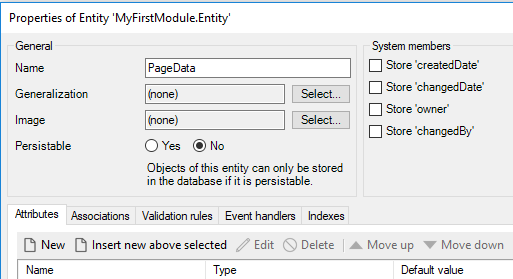 Properties of Entity 'MyFirstModule.Entity'
General
Name PageData
Generalization (none) Select...
Image (none) Select...
Persistable Yes No
Objects of this entity can only be stored
in the database if it is persistable.
System members
Store 'createdDate'
Store 'changedDate'
Store 'owner'
Store 'changedBy'
Attributes Associations Validation rules Event handlers Indexes
New Insert new above selected Edit Delete Move up Move down
Name Type Default value